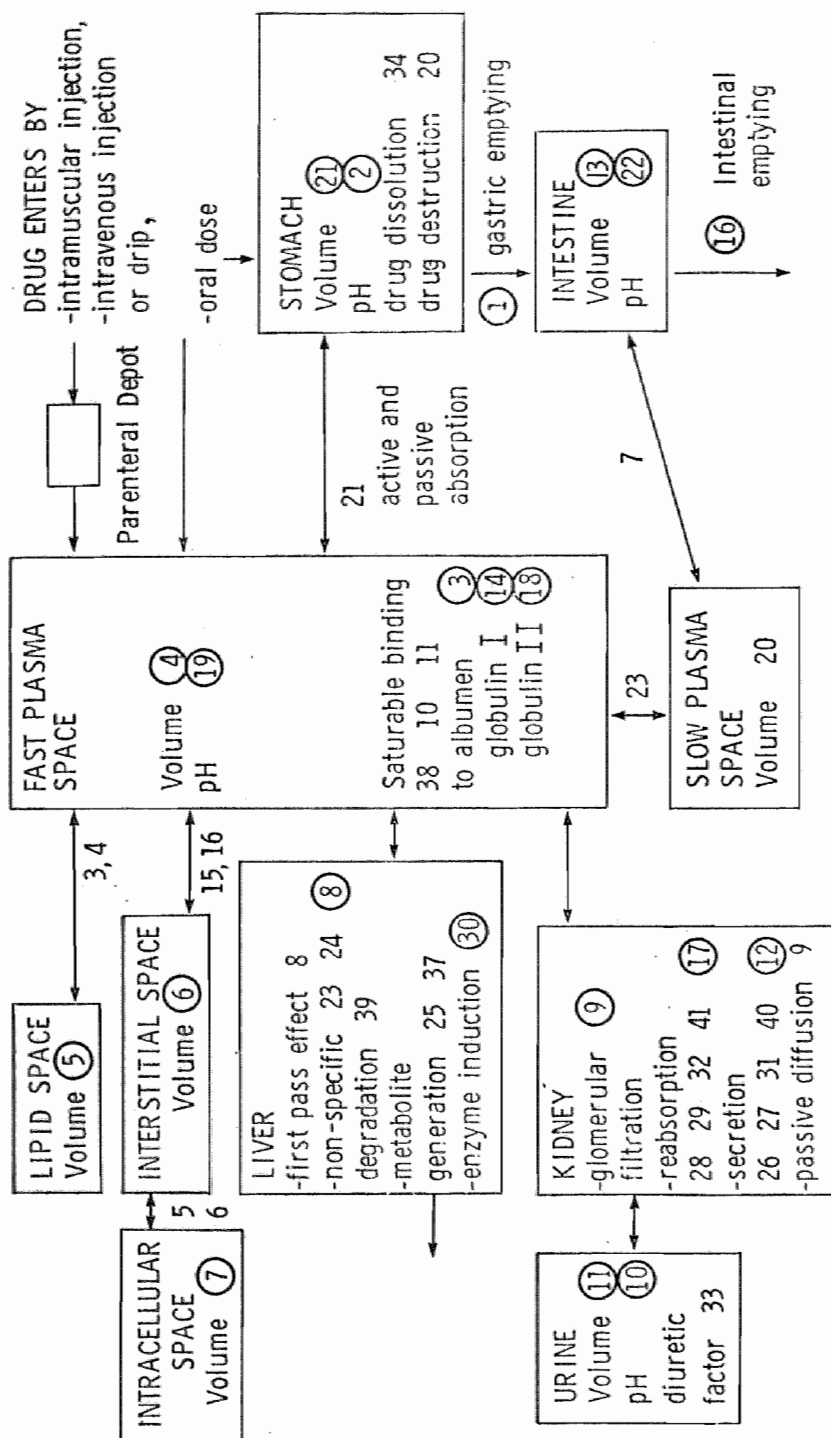 DRUG ENTERS BY
-intramuscular injection,
-intravenous injection
or drip,
-oral dose
Parenteral Depot
STOMACH
Volume 21
pH 2
drug dissolution 34
drug destruction 20
1 gastric emptying
INTESTINE
Volume 13
pH 22
16 Intestinal
emptying
21
active and
passive
absorption
7
FAST PLASMA
SPACE
Volume 4
pH 19
Saturable binding
38 10 11
to albumen 3
globulin I 14
globulin II 18
23
SLOW PLASMA
SPACE
Volume 20
3,4
15,16
LIPID SPACE
Volume 5
INTERSTITIAL SPACE
Volume 6
5
6
INTRACELLULAR
SPACE
Volume 7
LIVER
-first pass effect 8
-non-specific 23 24 8
degradation 39
-metabolite
generation 25 37
-enzyme induction 30
KIDNEY
-glomerular 9
filtration
-reabsorption
28 29 32 41 17
-secretion
26 27 31 40 12
-passive diffusion 9
URINE
Volume 11
pH 10
diuretic
factor 33